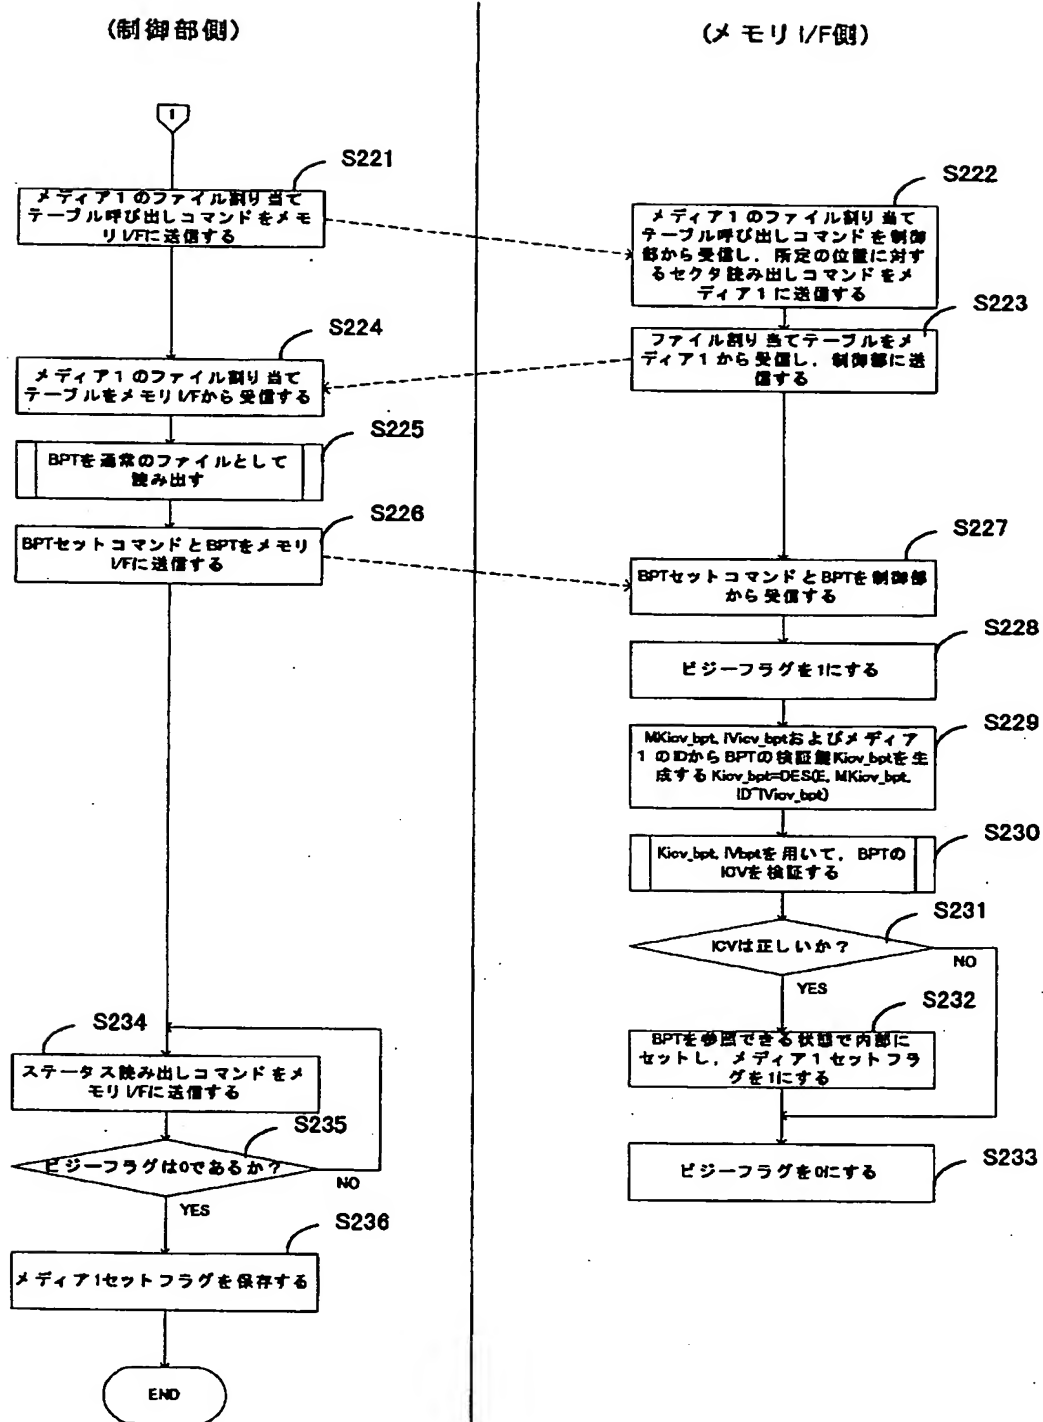 (制御部側)
(メモリI/F側)
1
S221
メディア1のファイル割り当て
テーブル呼び出しコマンドをメモ
リI/Fに送信する
S222
メディア1のファイル割り当て
テーブル呼び出しコマンドを制御
部から受信し，所定の位置に対す
るセクタ読み出しコマンドをメ
ディア1に送信する
S223
ファイル割り当てテーブルをメ
ディア1から受信し，制御部に送
信する
S224
メディア1のファイル割り当て
テーブルをメモリI/Fから受信する
S225
BPTを通常のファイルとして
読み出す
S226
BPTセットコマンドとBPTをメモリ
I/Fに送信する
S227
BPTセットコマンドとBPTを制御部
から受信する
S228
ビジーフラグを1にする
S229
MKicv_bpt, IVicv_bptおよびメディア
1のIDからBPTの検証鍵Kicv_bptを生
成する Kicv_bpt=DES(E, MKicv_bpt,
ID^IVicv_bpt)
S230
Kicv_bpt, IVbptを用いて，BPTの
ICVを検証する
S231
ICVは正しいか？
NO
YES
S232
BPTを参照できる状態で内部に
セットし，メディア1セットフラ
グを1にする
S233
ビジーフラグを0にする
S234
ステータス読み出しコマンドをメ
モリI/Fに送信する
S235
ビジーフラグは0であるか？
NO
YES
S236
メディア1セットフラグを保存する
END